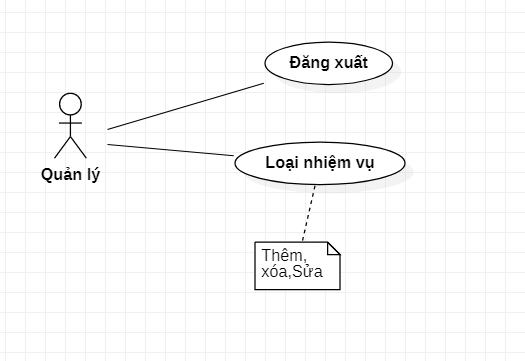 Đăng xuất
Loại nhiệm vụ
Quản lý
Thêm,
xóa,Sửa